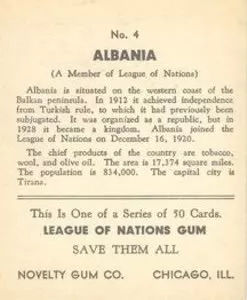 No. 4
ALBANIA
(A Member of League of Nations)
Albania is situated on the western coast of the
Balkan peninsula. In 1912 it achieved independence
from Turkish rule, to which it had previously been
subjugated. It was organized as a republic, but in
1928 it became a kingdom. Albania joined the
League of Nations on December 16, 1920.
The chief products of the country are tobacco,
wool, and olive oil. The area is 17,374 square miles.
The population is 834,000. The capital city is
Titana.
This Is One of a Series of 50 Cards.
LEAGUE OF NATIONS GUM
SAVE THEM ALL
NOVELTY GUM CO. CHICAGO, ILL.